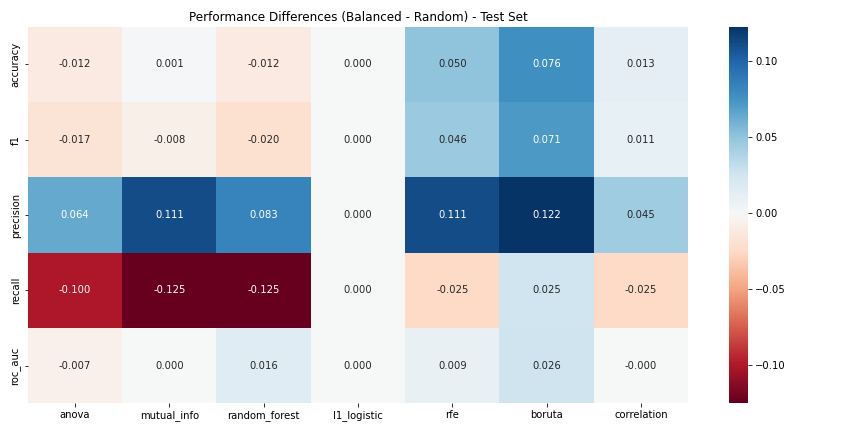 Performance Differences (Balanced - Random) - Test Set
accuracy -0.012 0.001 -0.012 0.000 0.050 0.076 0.013
f1 -0.017 -0.008 -0.020 0.000 0.046 0.071 0.011
precision 0.064 0.111 0.083 0.000 0.111 0.122 0.045
recall -0.100 -0.125 -0.125 0.000 -0.025 0.025 -0.025
roc_auc -0.007 0.000 0.016 0.000 0.009 0.026 -0.000
anova mutual_info random_forest l1_logistic rfe boruta correlation
0.10
0.05
0.00
−0.05
−0.10